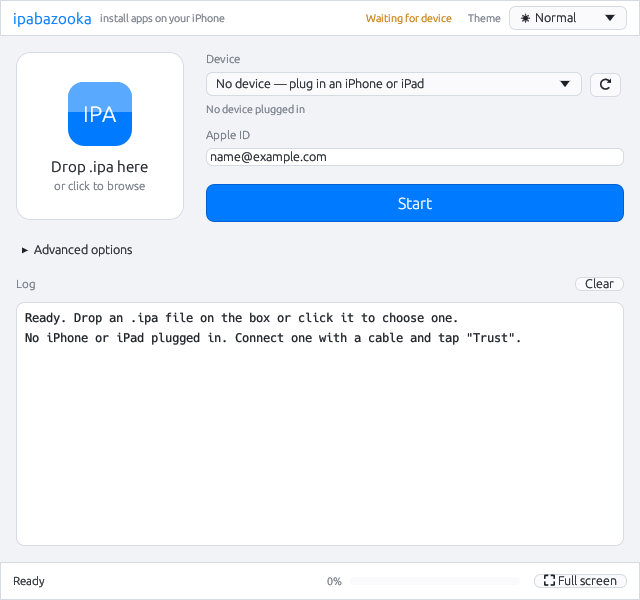 ipabazooka install apps on your iPhone Waiting for device Theme Normal
Device
No device — plug in an iPhone or iPad
No device plugged in
Apple ID
name@example.com
Start
IPA
Drop .ipa here
or click to browse
Advanced options
Log Clear
Ready. Drop an .ipa file on the box or click it to choose one.
No iPhone or iPad plugged in. Connect one with a cable and tap "Trust".
Ready 0% Full screen